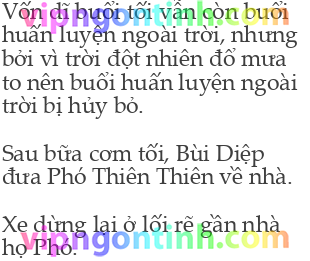 Vốn dĩ buổi tối vẫn còn buổi
huấn luyện ngoài trời, nhưng
bởi vì trời đột nhiên đổ mưa
to nên buổi huấn luyện ngoài
trời bị hủy bỏ.
Sau bữa cơm tối, Bùi Diệp
đưa Phó Thiên Thiên về nhà.
Xe dừng lại ở lối rẽ gần nhà
họ Phó.
vipngontinh.com
vipngontinh.com